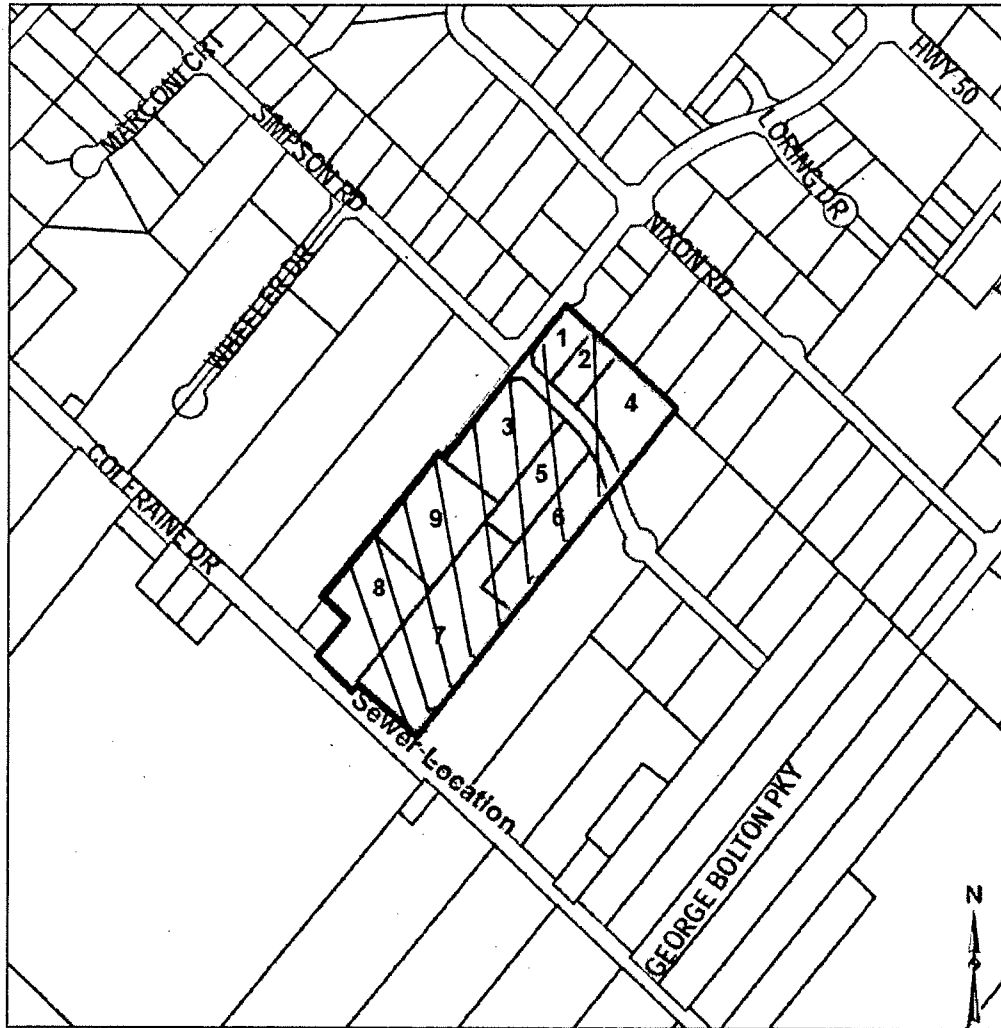 MARCONI CRT
HWY 50
SIMPSON RD
LORING DR
NIXON RD
WHEELER DR
1
2
3
4
5
6
9
8
7
COLERAINE DR
Sewer Location
GEORGE BOLTON PKY
N